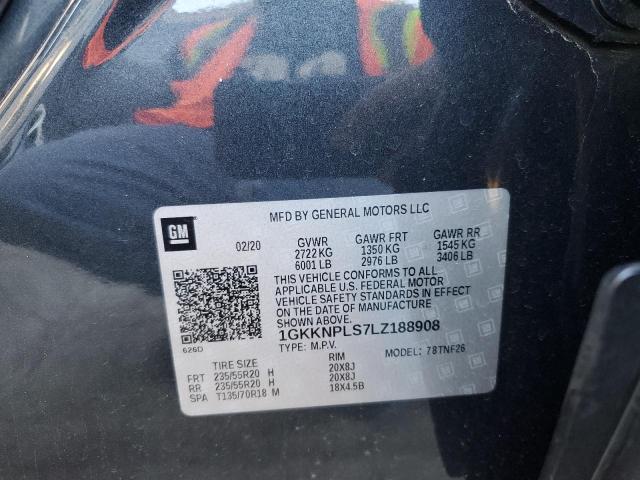 MFD BY GENERAL MOTORS LLC
GM
02/20 GVWR GAWR FRT GAWR RR
2722 KG 1350 KG 1545 KG
6001 LB 2976 LB 3406 LB
THIS VEHICLE CONFORMS TO ALL
APPLICABLE U.S. FEDERAL MOTOR
VEHICLE SAFETY STANDARDS IN EFFECT
ON THE DATE OF MANUFACTURE
SHOWN ABOVE.
1GKKNPLS7LZ188908
626D
TYPE: M.P.V. MODEL: 78TNF26
TIRE SIZE RIM
FRT 235/55R20 H 20X8J
RR 235/55R20 H 20X8J
SPA T135/70R18 M 18X4.5B